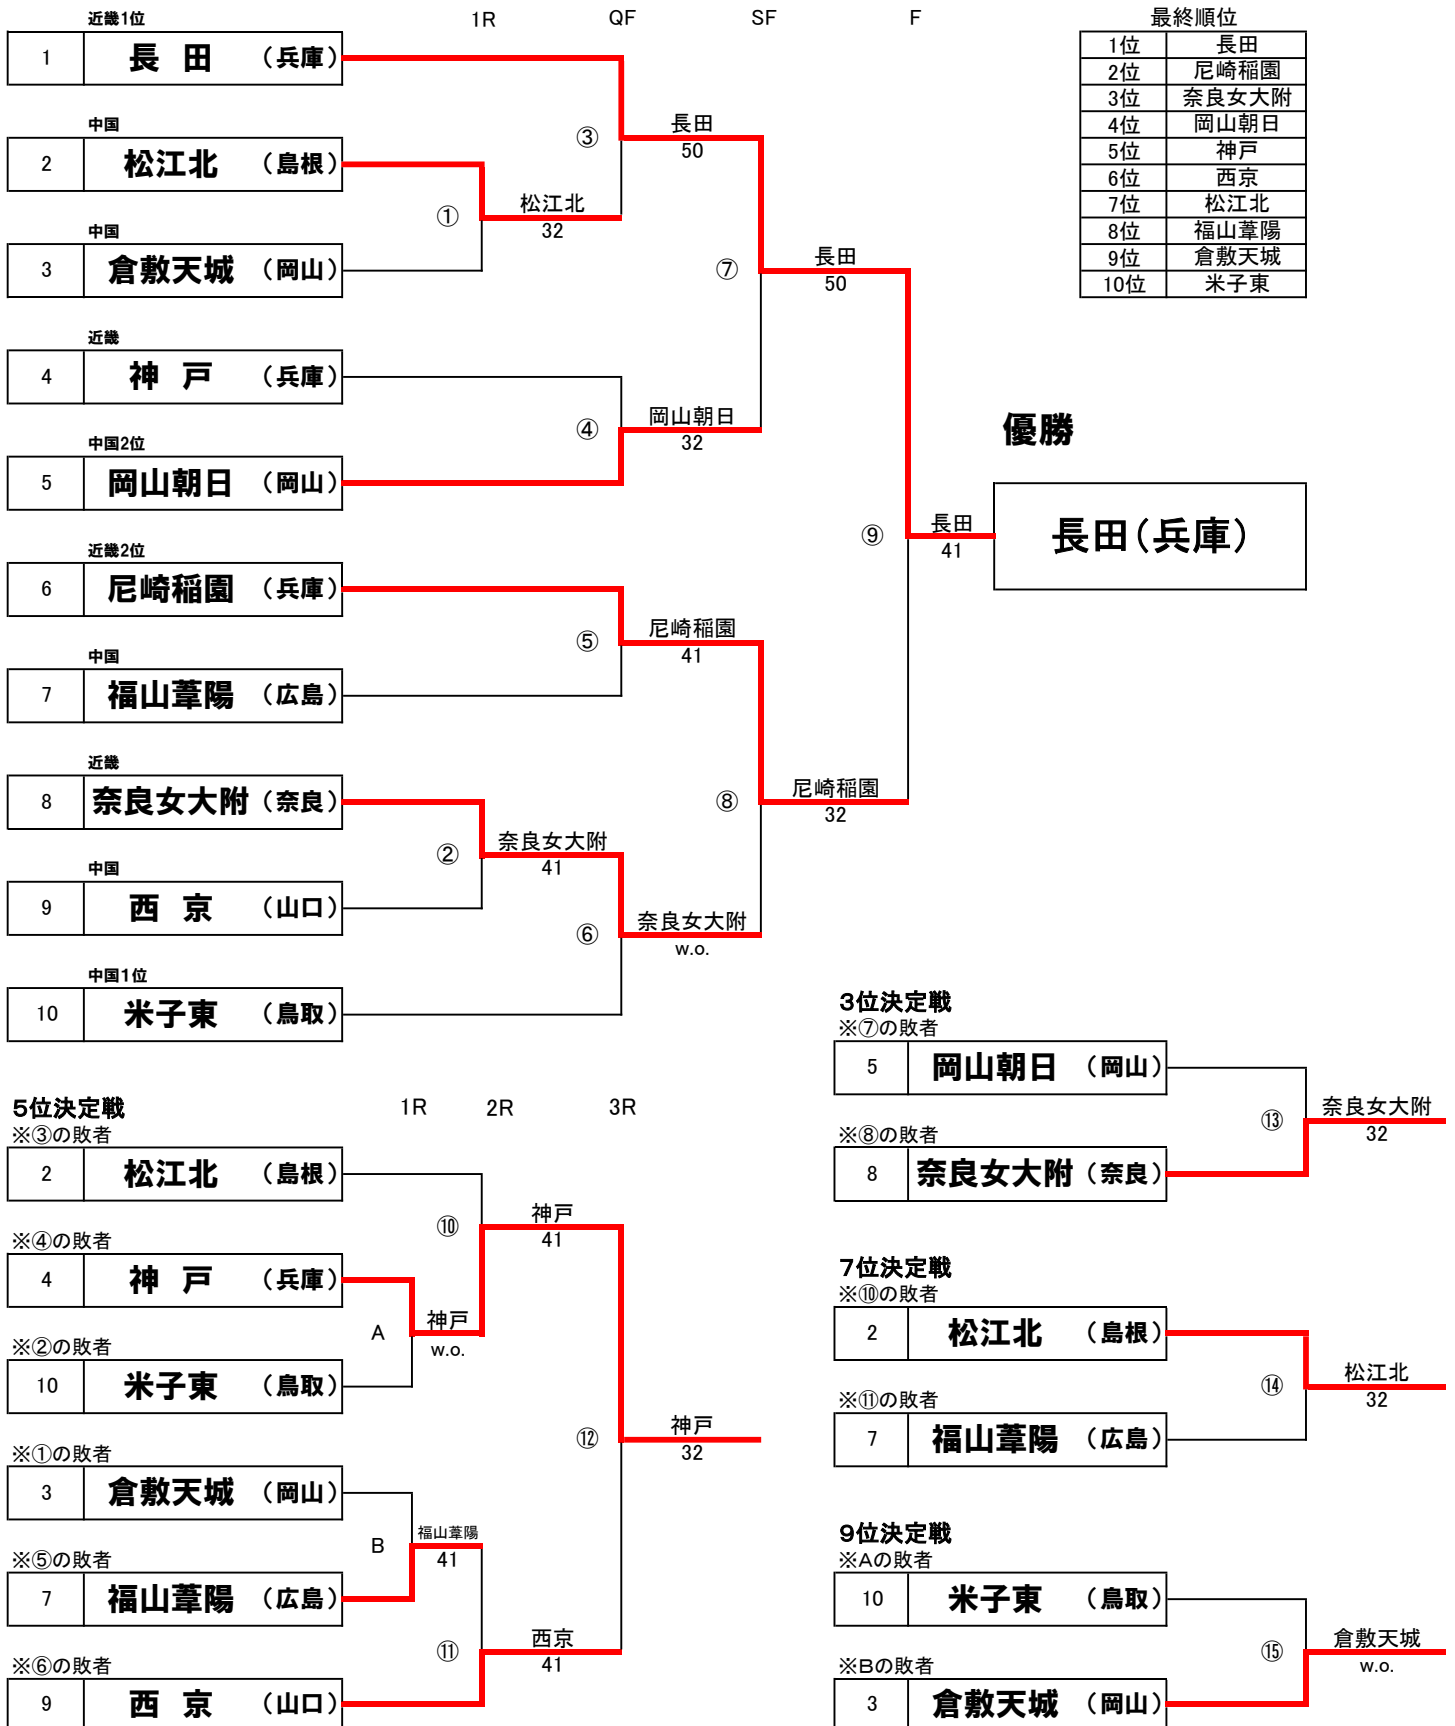 近畿1位 1R QF SF F 最終順位
1 長 田 （兵庫） 1位 長田
2位 尼崎稲園
3位 奈良女大附
中国 ③ 長田 4位 岡山朝日
2 松江北 （島根） 50 5位 神戸
6位 西京
① 松江北 7位 松江北
中国 32 8位 福山葦陽
3 倉敷天城 （岡山） ⑦ 長田 9位 倉敷天城
50 10位 米子東
近畿
4 神 戸 （兵庫）
④ 岡山朝日 優勝
中国2位 32
5 岡山朝日 （岡山）
⑨ 長田 長田（兵庫）
近畿2位 41
6 尼崎稲園 （兵庫）
⑤ 尼崎稲園
中国 41
7 福山葦陽 （広島）
近畿
8 奈良女大附 （奈良） ⑧ 尼崎稲園
32
② 奈良女大附
中国 41
9 西 京 （山口）
⑥ 奈良女大附
w.o.
中国1位
10 米子東 （鳥取）
3位決定戦
※⑦の敗者
5 岡山朝日 （岡山）
⑬ 奈良女大附
32
※⑧の敗者
8 奈良女大附 （奈良）
5位決定戦 1R 2R 3R
※③の敗者
2 松江北 （島根）
⑩ 神戸
41
※④の敗者
4 神 戸 （兵庫）
A 神戸
w.o.
※②の敗者
10 米子東 （鳥取）
⑫ 神戸
32
※①の敗者
3 倉敷天城 （岡山）
B 福山葦陽
41
※⑤の敗者
7 福山葦陽 （広島）
⑪ 西京
41
※⑥の敗者
9 西 京 （山口）
7位決定戦
※⑩の敗者
2 松江北 （島根）
⑭ 松江北
32
※⑪の敗者
7 福山葦陽 （広島）
9位決定戦
※Aの敗者
10 米子東 （鳥取）
⑮ 倉敷天城
w.o.
※Bの敗者
3 倉敷天城 （岡山）